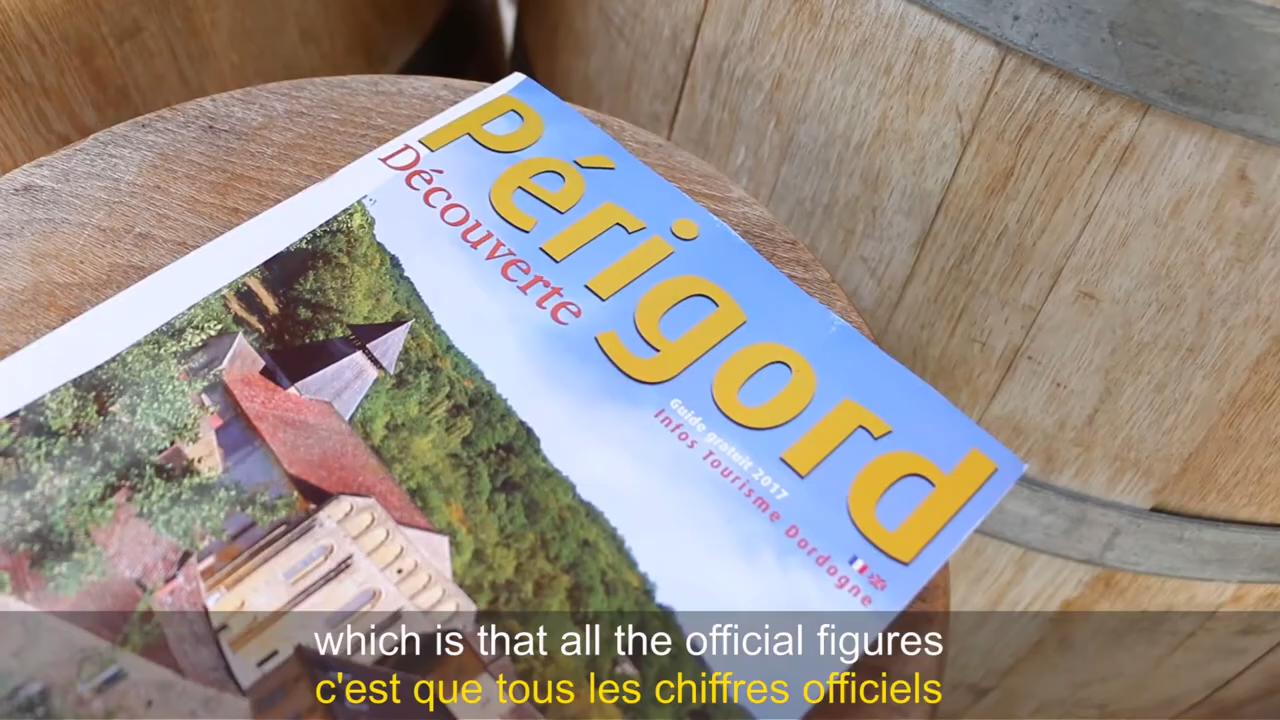 Périgord
Découverte
Guide gratuit 2017
Infos Tourisme Dordogne
which is that all the official figures
c'est que tous les chiffres officiels